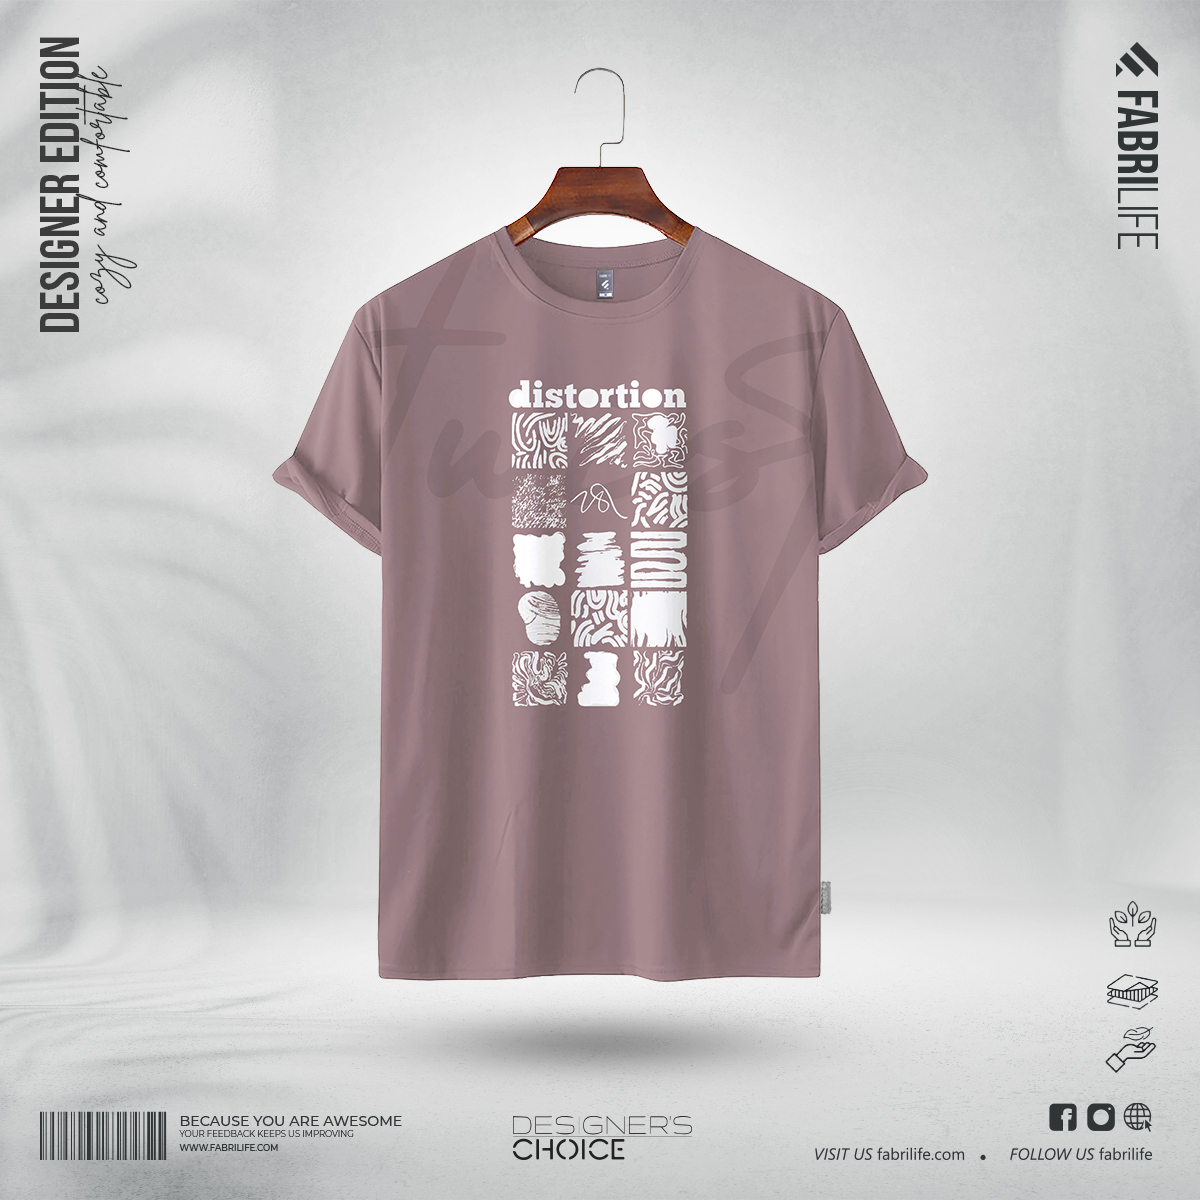 DESIGNER EDITION
cozy and comfortable
FABRILIFE
distortion
BECAUSE YOU ARE AWESOME
YOUR FEEDBACK KEEPS US IMPROVING
WWW.FABRILIFE.COM
DESIGNER'S
CHOICE
VISIT US fabrilife.com • FOLLOW US fabrilife